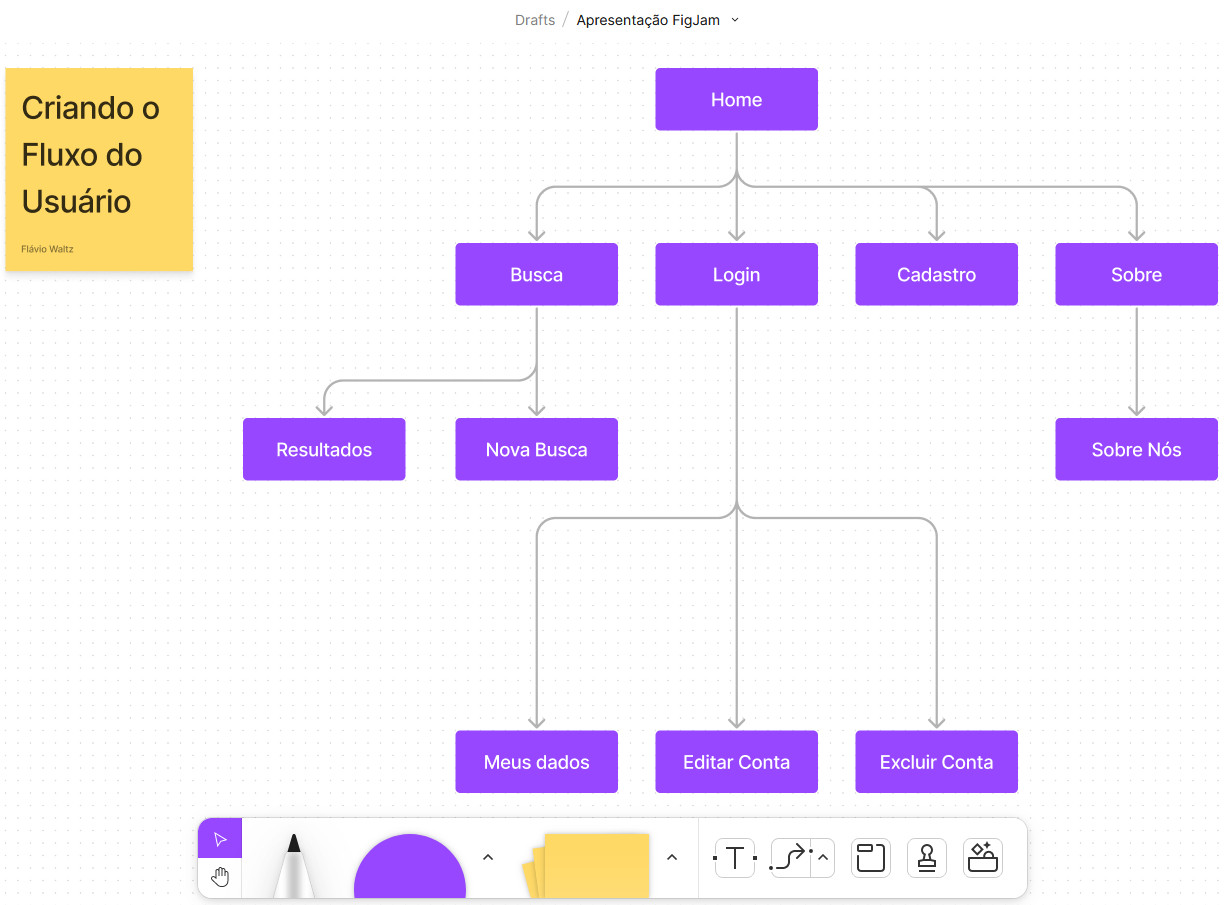 Drafts / Apresentação FigJam
Criando o
Fluxo do
Usuário
Flávio Waltz
Home
Busca
Login
Cadastro
Sobre
Resultados
Nova Busca
Sobre Nós
Meus dados
Editar Conta
Excluir Conta
T